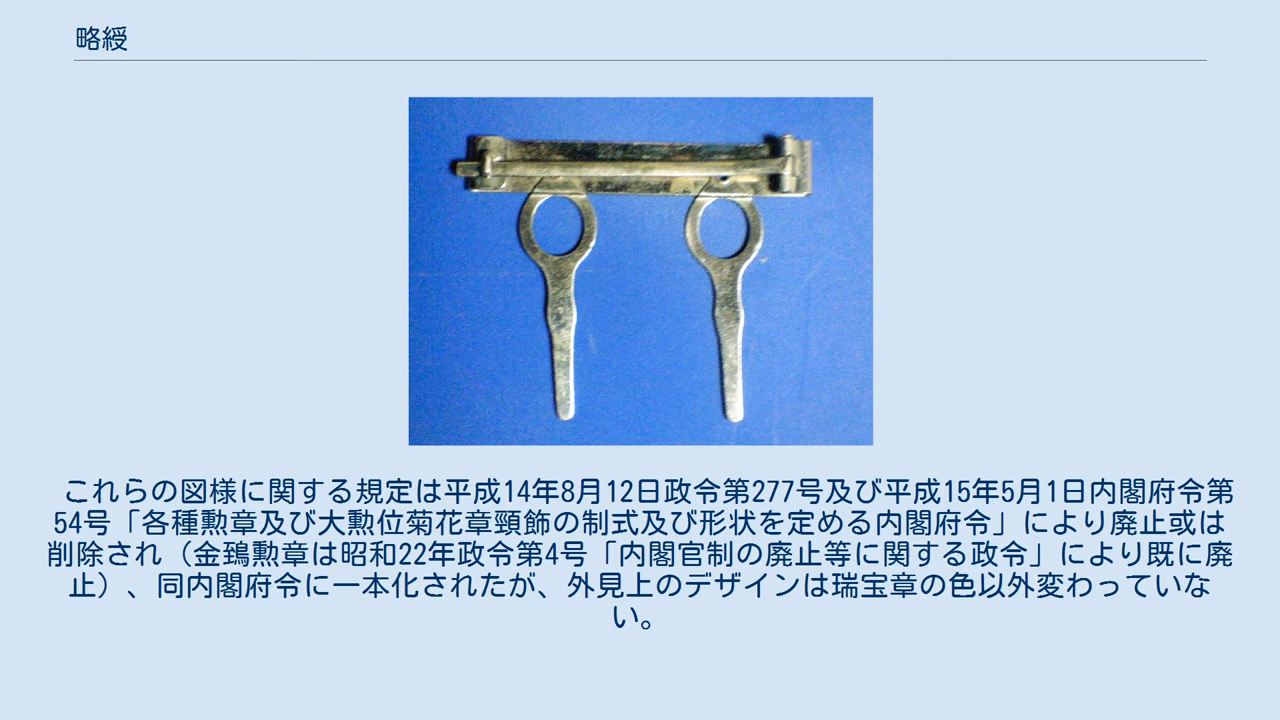 略綬
これらの図様に関する規定は平成14年8月12日政令第277号及び平成15年5月1日内閣府令第
54号「各種勲章及び大勲位菊花章頸飾の制式及び形状を定める内閣府令」により廃止或は
削除され（金鵄勲章は昭和22年政令第4号「内閣官制の廃止等に関する政令」により既に廃
止）、同内閣府令に一本化されたが、外見上のデザインは瑞宝章の色以外変わっていな
い。